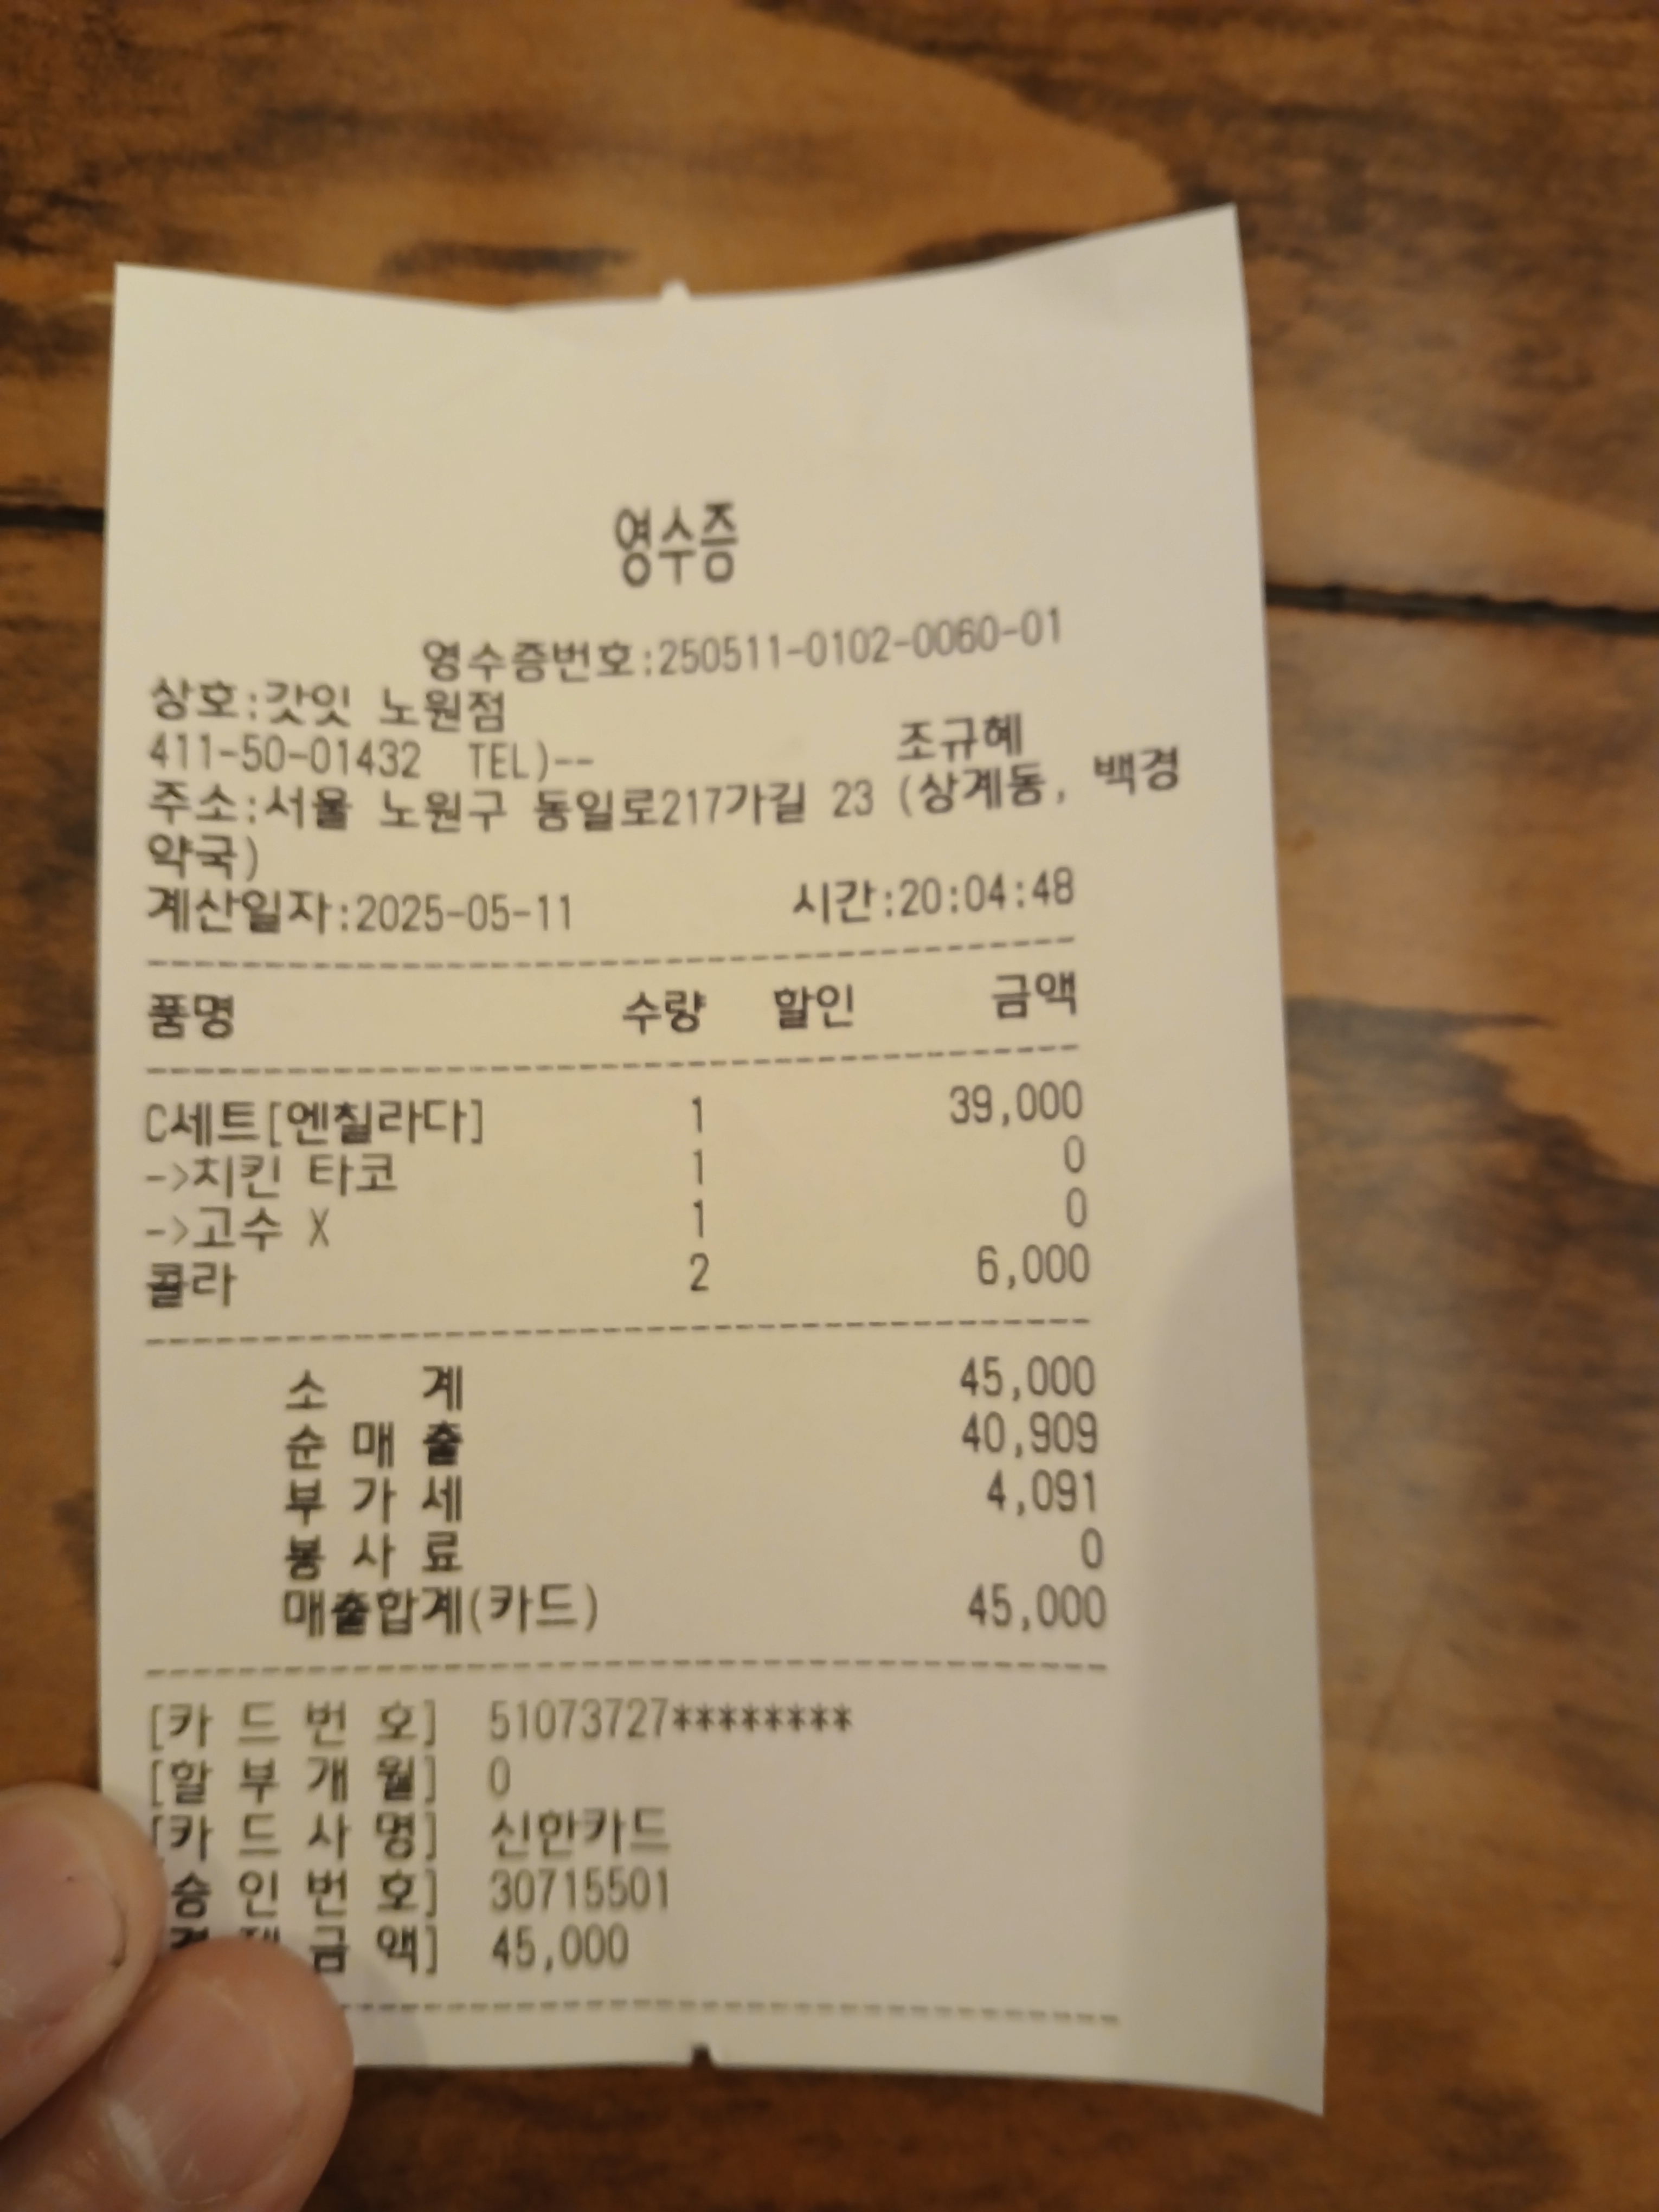 영수증
영수증번호:250511-0102-0060-01
상호:갓잇 노원점
411-50-01432 TEL)-- 조규혜
주소:서울 노원구 동일로217가길 23 (상계동, 백경
약국)
계산일자:2025-05-11 시간:20:04:48
품명 수량 할인 금액
C세트[엔칠라다] 1 39,000
->치킨 타코 1 0
->고수 X 1 0
콜라 2 6,000
소 계 45,000
순 매 출 40,909
부 가 세 4,091
봉 사 료 0
매출합계(카드) 45,000
[카 드 번 호] 51073727********
[할 부 개 월] 0
[카 드 사 명] 신한카드
승 인 번 호] 30715501
금 액] 45,000